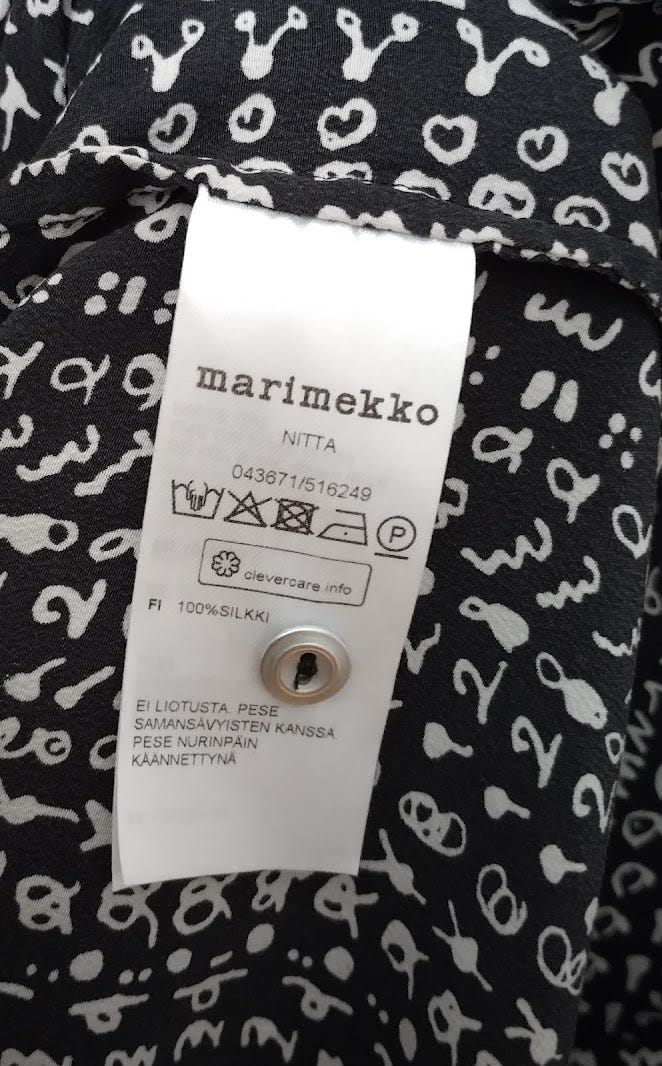 marimekko
NITTA
043671/516249
P
clevercare.info
FI 100%SILKKI
EI LIOTUSTA. PESE
SAMANSÄVYISTEN KANSSA.
PESE NURINPÄIN
KÄÄNNETTYNÄ